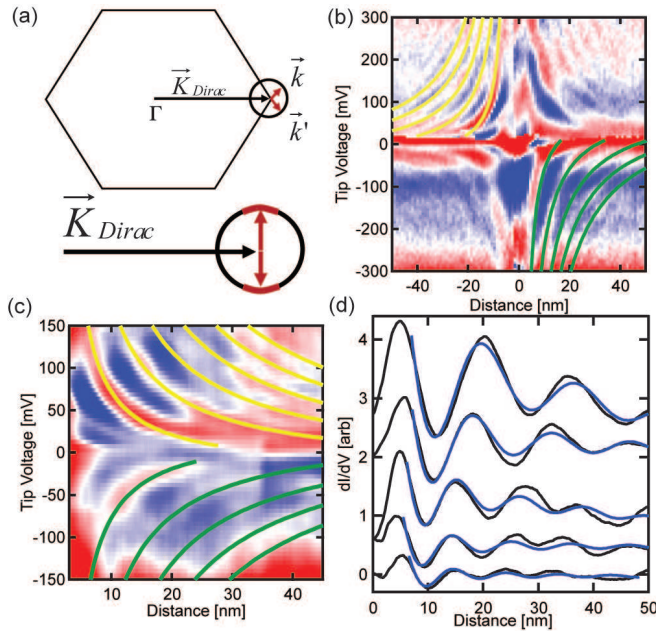 (a)
K Dirac
k
k'
Γ
K Dirac
(b)
Tip Voltage [mV]
300
200
100
0
-100
-200
-300
-40
-20
0
20
40
Distance [nm]
(c)
Tip Voltage [mV]
150
100
50
0
-50
-100
-150
10
20
30
40
Distance [nm]
(d)
dI/dV [arb]
4
3
2
1
0
0
10
20
30
40
50
Distance [nm]